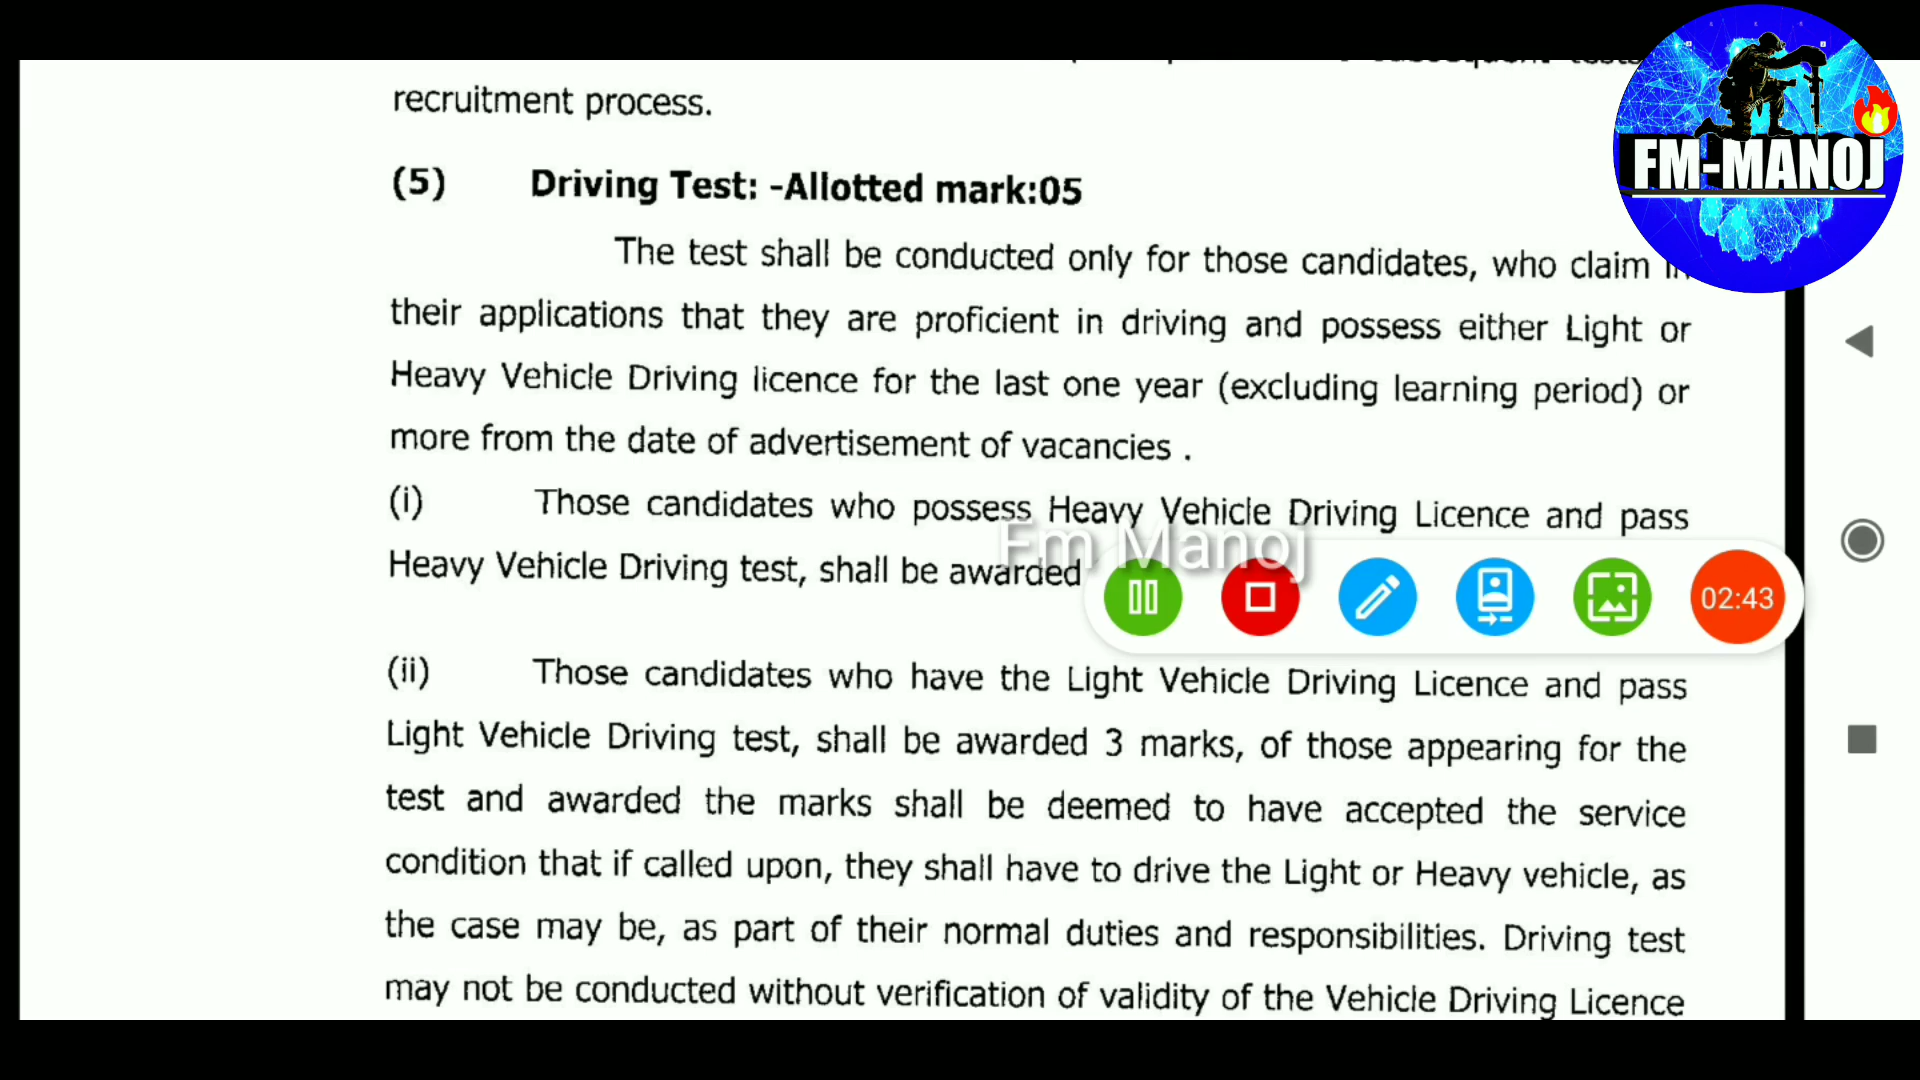 subsequent tests
recruitment process.
FM-MANOJ
(5) Driving Test: -Allotted mark:05
The test shall be conducted only for those candidates, who claim in
their applications that they are proficient in driving and possess either Light or
Heavy Vehicle Driving licence for the last one year (excluding learning period) or
more from the date of advertisement of vacancies .
(i) Those candidates who possess Heavy Vehicle Driving Licence and pass
Fm Manoj
Heavy Vehicle Driving test, shall be awarded
02:43
(ii) Those candidates who have the Light Vehicle Driving Licence and pass
Light Vehicle Driving test, shall be awarded 3 marks, of those appearing for the
test and awarded the marks shall be deemed to have accepted the service
condition that if called upon, they shall have to drive the Light or Heavy vehicle, as
the case may be, as part of their normal duties and responsibilities. Driving test
may not be conducted without verification of validity of the Vehicle Driving Licence